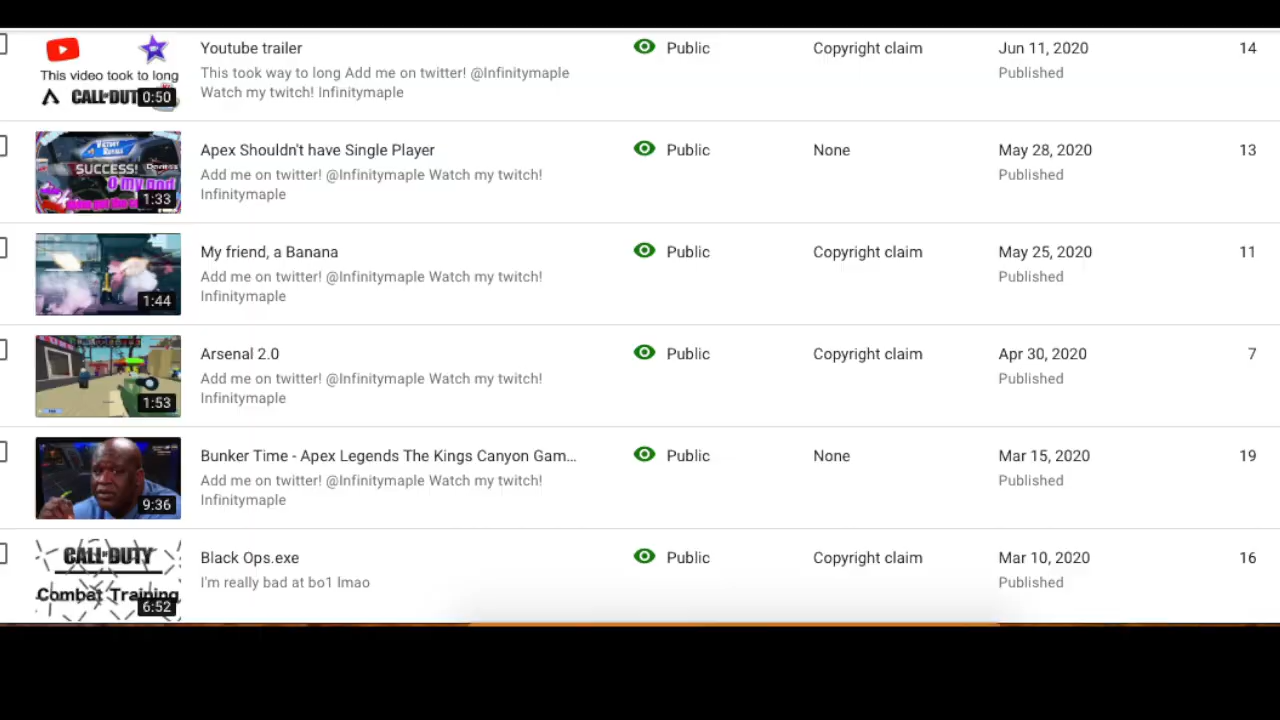 Youtube trailer
Public
Copyright claim
Jun 11, 2020
14
This video took to long
This took way to long Add me on twitter! @Infinitymaple
Published
Watch my twitch! Infinitymaple
CALL OF DUTY
0:50
Apex Shouldn't have Single Player
Public
None
May 28, 2020
13
VICTORY
ROYALE
SUCCESS!
Add me on twitter! @Infinitymaple Watch my twitch!
Published
O my god
Infinitymaple
1:33
My friend, a Banana
Public
Copyright claim
May 25, 2020
11
Add me on twitter! @Infinitymaple Watch my twitch!
Published
Infinitymaple
1:44
Arsenal 2.0
Public
Copyright claim
Apr 30, 2020
7
Add me on twitter! @Infinitymaple Watch my twitch!
Published
Infinitymaple
1:53
Bunker Time - Apex Legends The Kings Canyon Gam...
Public
None
Mar 15, 2020
19
Add me on twitter! @Infinitymaple Watch my twitch!
Published
Infinitymaple
9:36
CALL OF DUTY
Black Ops.exe
Public
Copyright claim
Mar 10, 2020
16
I'm really bad at bo1 lmao
Published
Combat Training
6:52